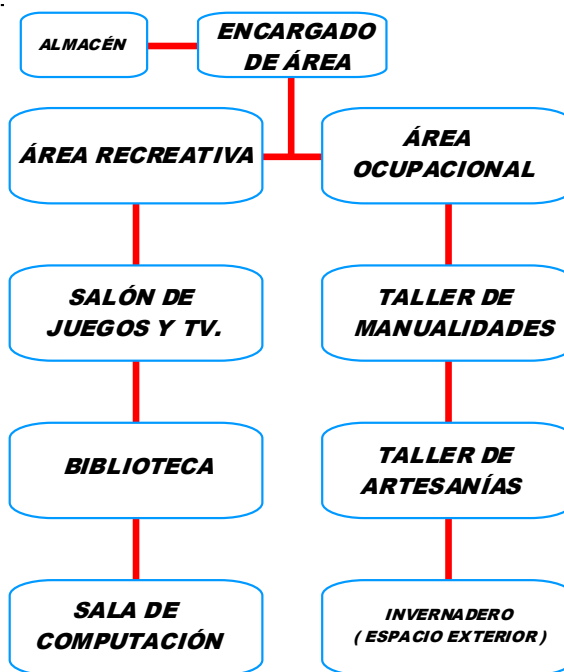 ALMACÉN
ENCARGADO
DE ÁREA
ÁREA RECREATIVA
ÁREA
OCUPACIONAL
SALÓN DE
JUEGOS Y TV.
TALLER DE
MANUALIDADES
BIBLIOTECA
TALLER DE
ARTESANÍAS
SALA DE
COMPUTACIÓN
INVERNADERO
( ESPACIO EXTERIOR )